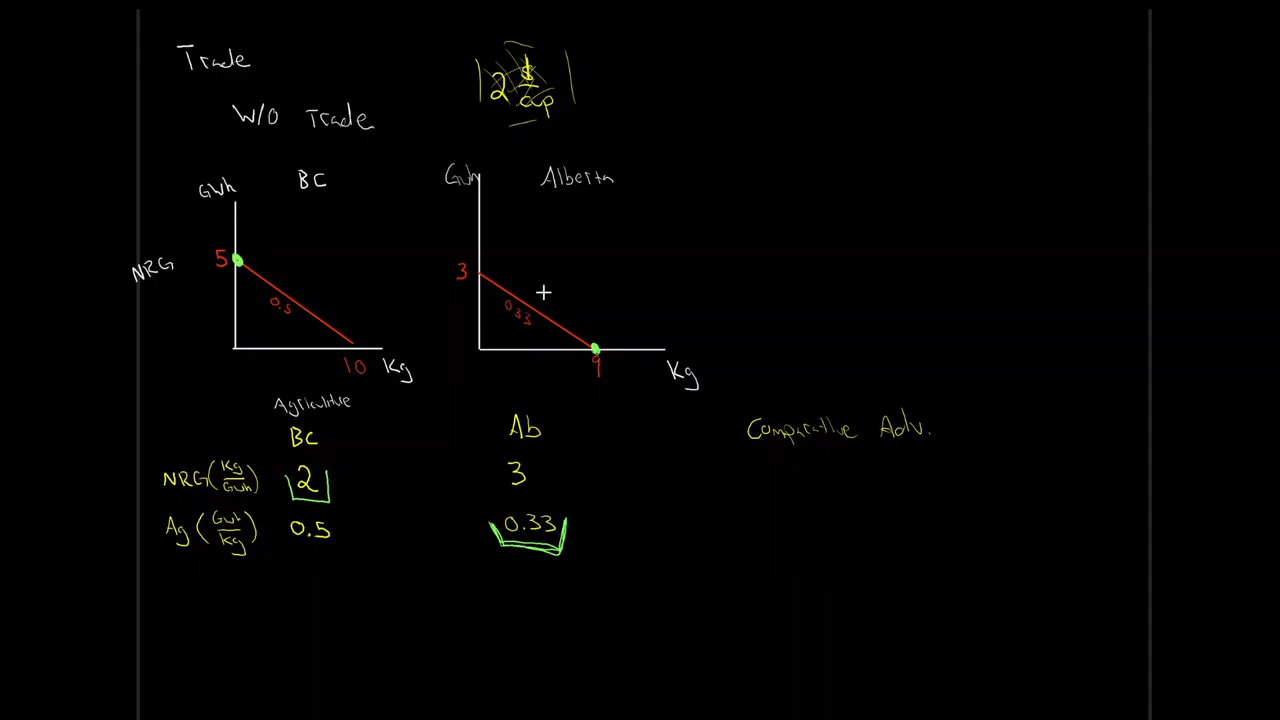 Trade
2 $/cup
W/O Trade
GWh BC
Gwh Alberta
NRG 5 0.5 10 Kg
3 0.33 9 Kg
Agriculture
BC Ab Comparative Adv.
NRG (Kg/GWh) 2 3
Ag (GWh/Kg) 0.5 0.33